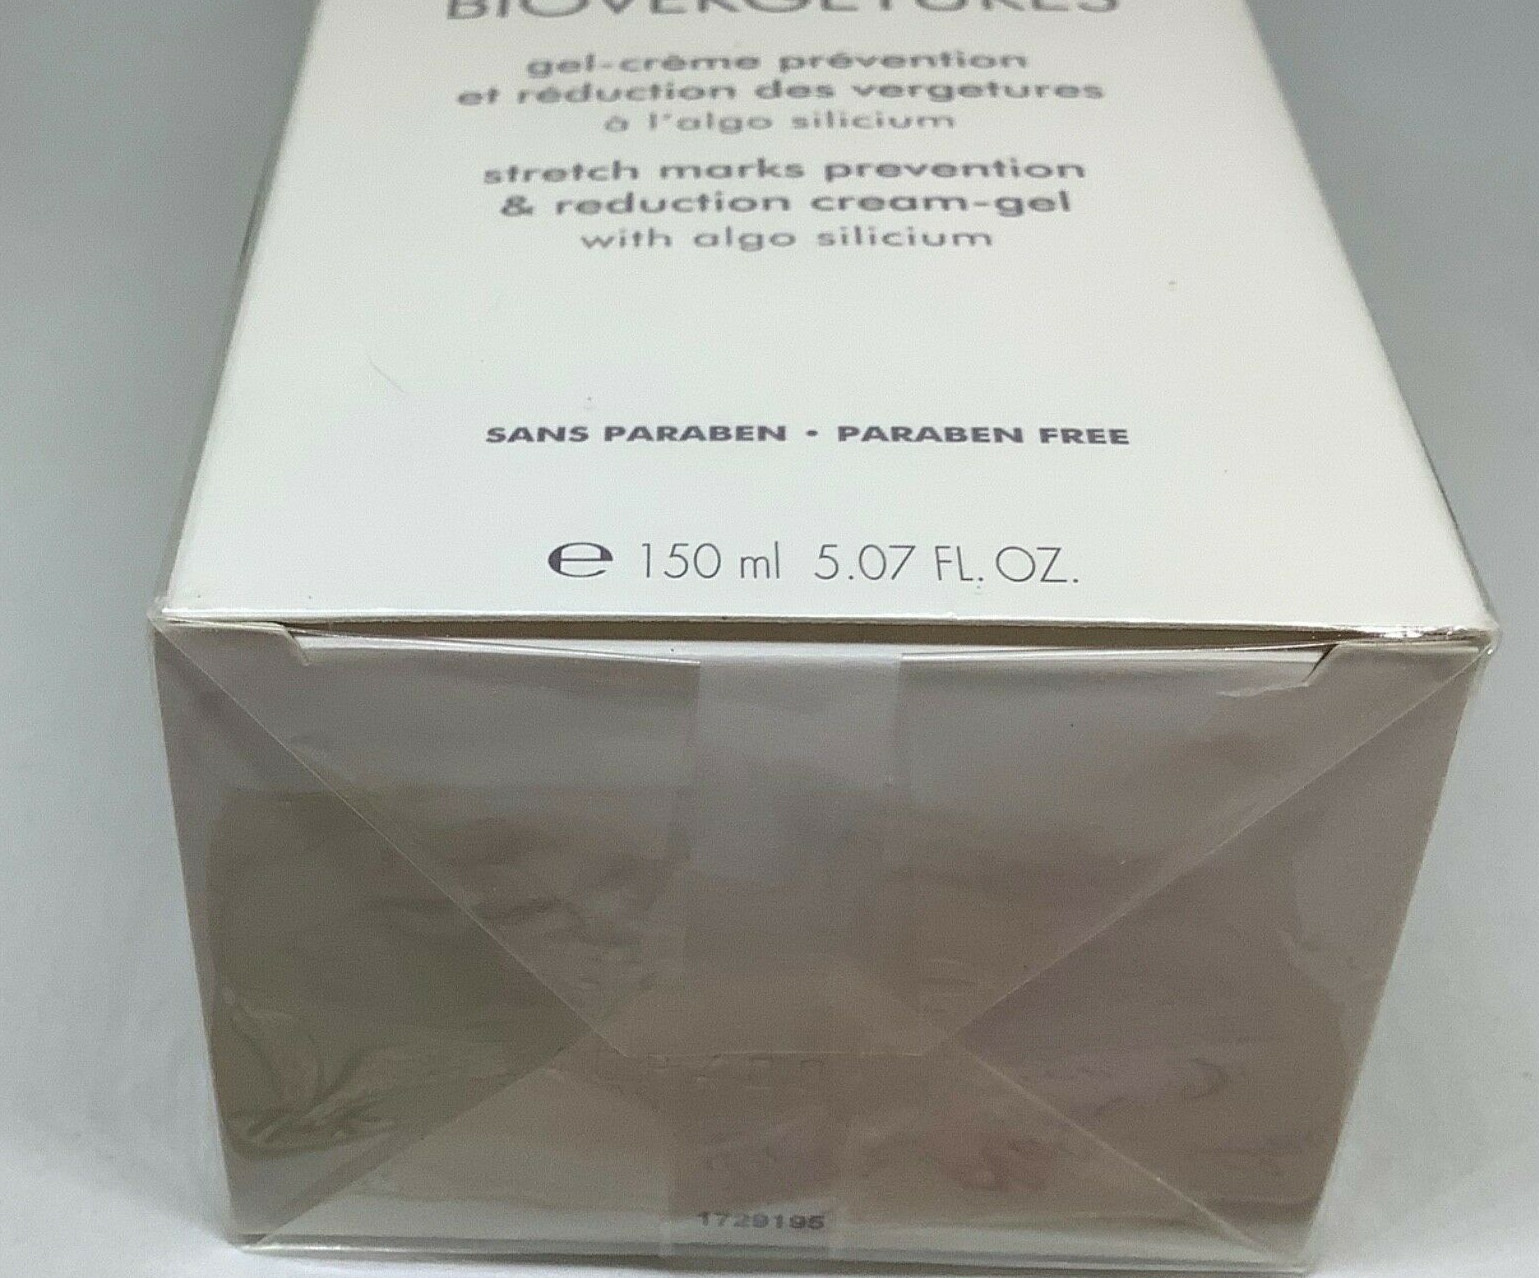 BIOVERGETURES
gel-crème prévention
et réduction des vergetures
à l'algo silicium
stretch marks prevention
& reduction cream-gel
with algo silicium
SANS PARABEN • PARABEN FREE
e 150 ml 5.07 FL. OZ.
1729195